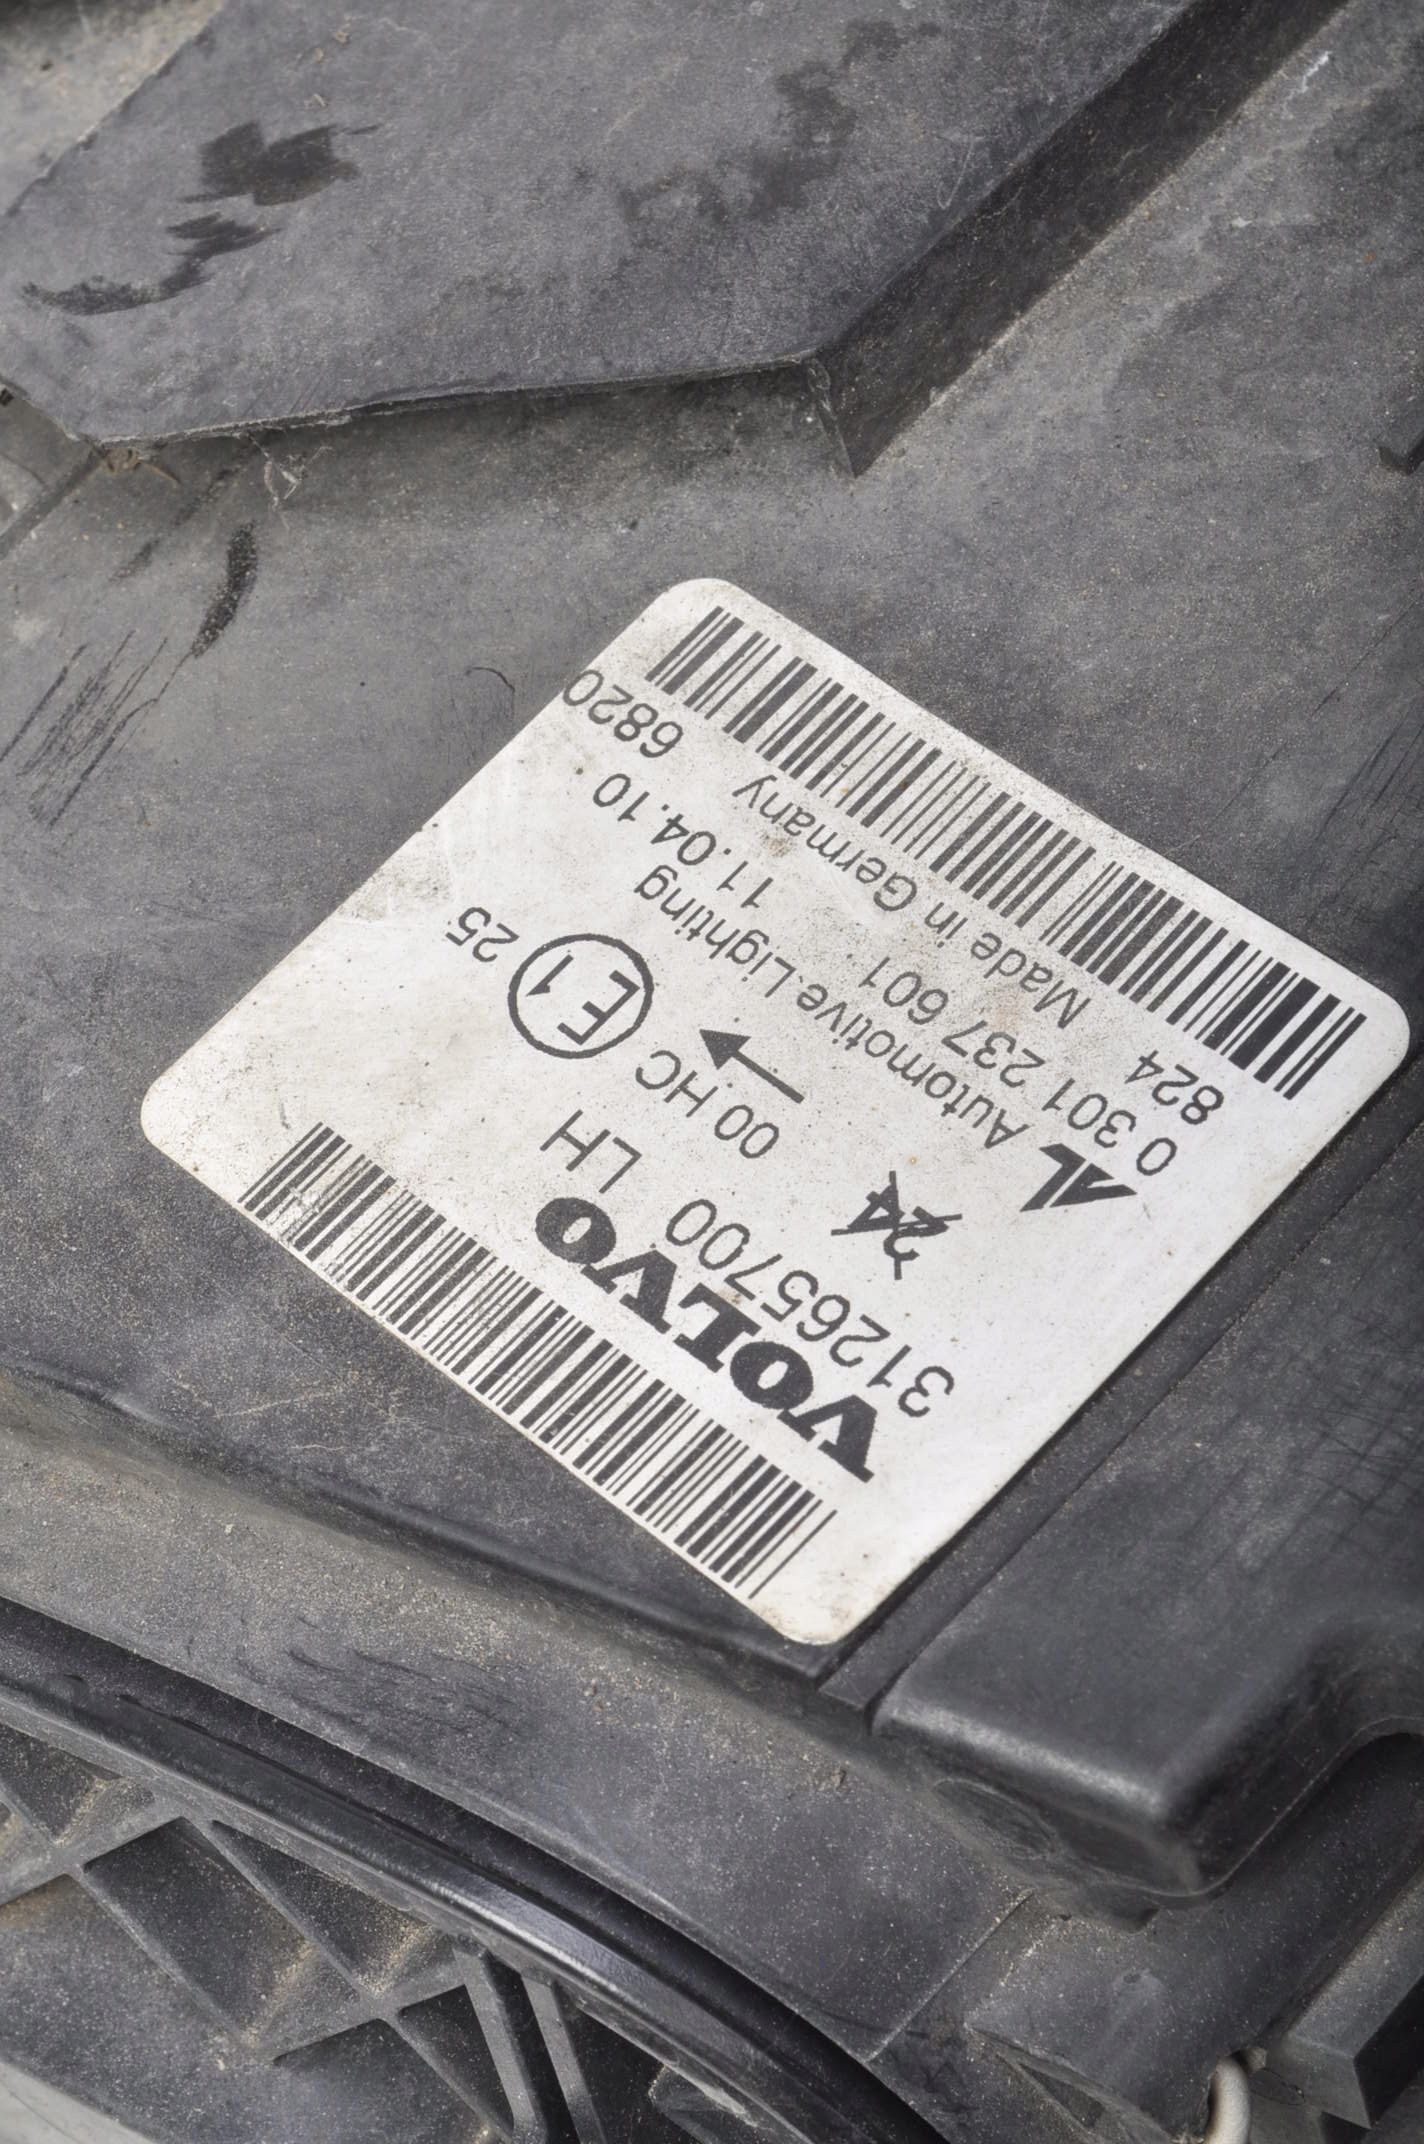 VOLVO
31265700 LH
24 00 HC E1 25
AL Automotive Lighting
0 301 237 601 11.04.10
824 Made in Germany 6820